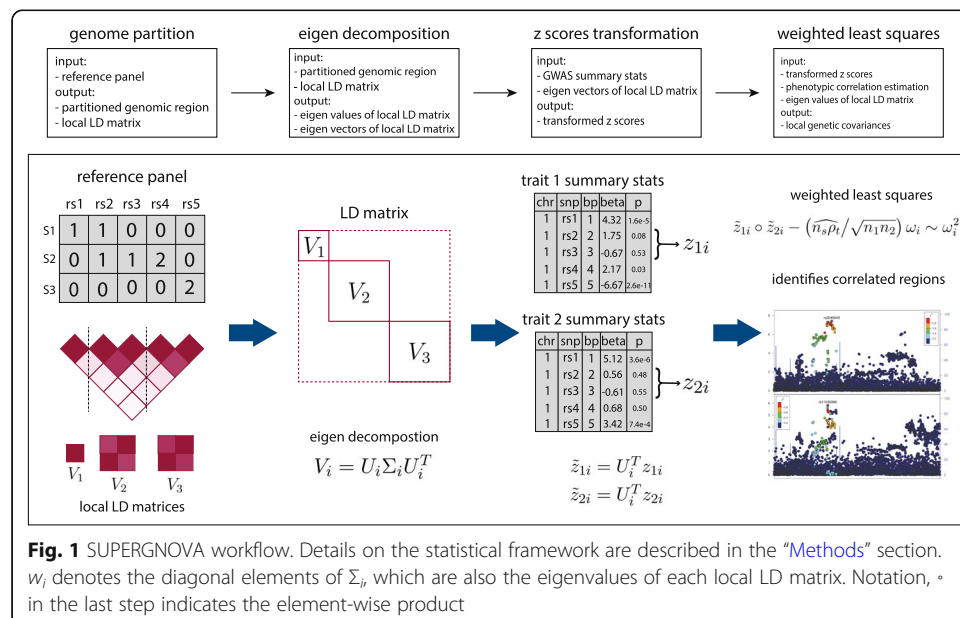 genome partition
input:
- reference panel
output:
- partitioned genomic region
- local LD matrix
eigen decomposition
input:
- partitioned genomic region
- local LD matrix
output:
- eigen values of local LD matrix
- eigen vectors of local LD matrix
z scores transformation
input:
- GWAS summary stats
- eigen vectors of local LD matrix
output:
- transformed z scores
weighted least squares
input:
- transformed z scores
- phenotypic correlation estimation
- eigen values of local LD matrix
output:
- local genetic covariances
reference panel
rs1 rs2 rs3 rs4 rs5
S1 1 1 0 0 0
S2 0 1 1 2 0
S3 0 0 0 0 2
V₁ V₂ V₃
local LD matrices
LD matrix
V₁
V₂
V₃
eigen decompostion
Vᵢ = UᵢΣᵢUᵢᵀ
trait 1 summary stats
chr snp bp beta p
1 rs1 1 4.32 1.6e-5
1 rs2 2 1.75 0.08
1 rs3 3 -0.67 0.53
1 rs4 4 2.17 0.03
1 rs5 5 -6.67 2.6e-11
z₁ᵢ
trait 2 summary stats
chr snp bp beta p
1 rs1 1 5.12 3.6e-6
1 rs2 2 0.56 0.48
1 rs3 3 -0.61 0.55
1 rs4 4 0.68 0.50
1 rs5 5 3.42 7.4e-4
z₂ᵢ
z̃₁ᵢ = Uᵢᵀz₁ᵢ
z̃₂ᵢ = Uᵢᵀz₂ᵢ
weighted least squares
z̃₁ᵢ ∘ z̃₂ᵢ − (n̂ₛρₜ/√n₁n₂) ωᵢ ∼ ωᵢ²
identifies correlated regions
Fig. 1 SUPERGNOVA workflow. Details on the statistical framework are described in the “Methods” section.
wᵢ denotes the diagonal elements of Σᵢ, which are also the eigenvalues of each local LD matrix. Notation, ∘
in the last step indicates the element-wise product